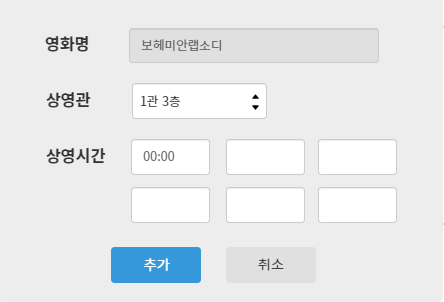 영화명 보헤미안랩소디
상영관 1관 3층
상영시간 00:00
추가 취소